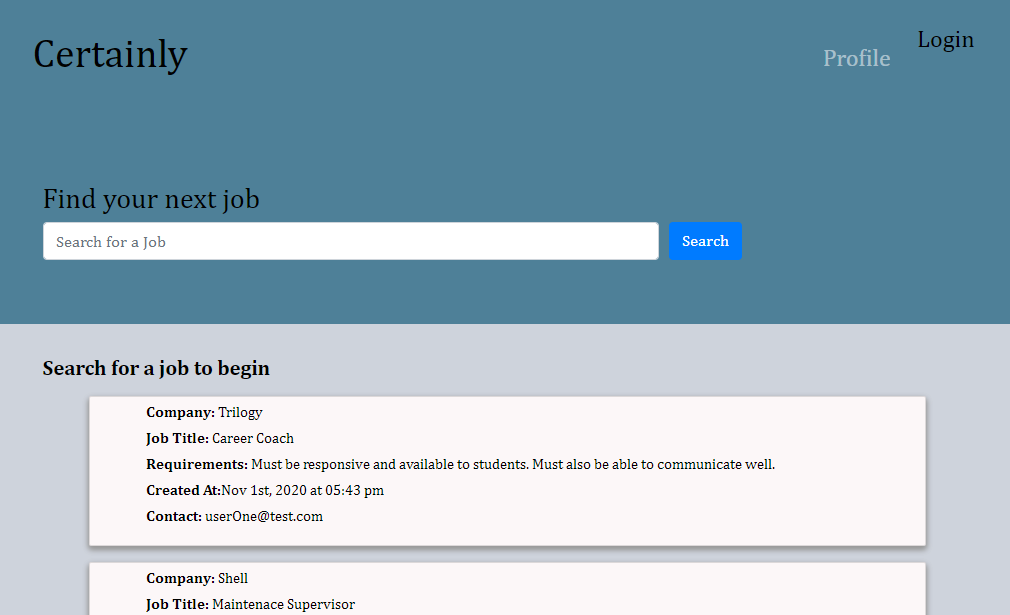 Certainly
Profile
Login
Find your next job
Search for a Job
Search
Search for a job to begin
Company: Trilogy
Job Title: Career Coach
Requirements: Must be responsive and available to students. Must also be able to communicate well.
Created At:Nov 1st, 2020 at 05:43 pm
Contact: userOne@test.com
Company: Shell
Job Title: Maintenace Supervisor